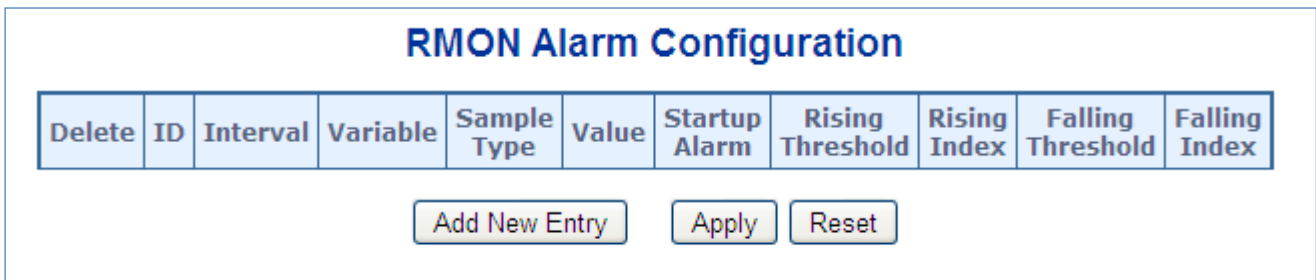 RMON Alarm Configuration
Delete ID Interval Variable Sample Type Value Startup Alarm Rising Threshold Rising Index Falling Threshold Falling Index
Add New Entry Apply Reset